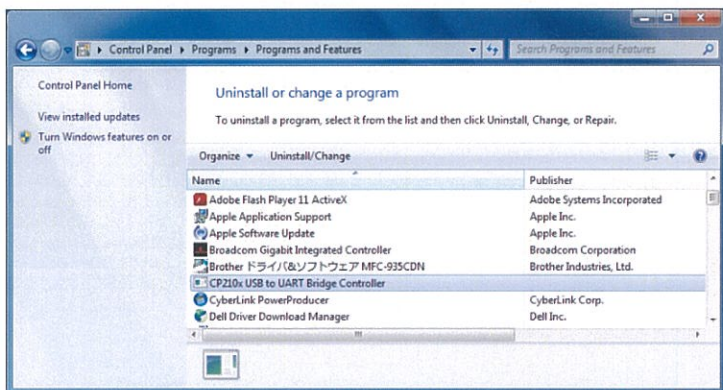 Control Panel ▸ Programs ▸ Programs and Features
Search Programs and Features
Control Panel Home
View installed updates
Turn Windows features on or
off
Uninstall or change a program
To uninstall a program, select it from the list and then click Uninstall, Change, or Repair.
Organize Uninstall/Change
Name Publisher
Adobe Flash Player 11 ActiveX Adobe Systems Incorporated
Apple Application Support Apple Inc.
Apple Software Update Apple Inc.
Broadcom Gigabit Integrated Controller Broadcom Corporation
Brother ドライバ&ソフトウェア MFC-935CDN Brother Industries, Ltd.
CP210x USB to UART Bridge Controller
CyberLink PowerProducer CyberLink Corp.
Dell Driver Download Manager Dell Inc.